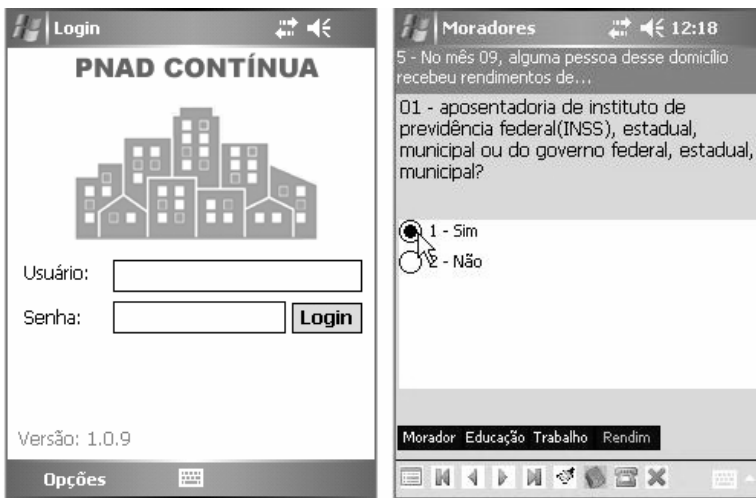 Login
PNAD CONTÍNUA
Usuário:
Senha:
Login
Versão: 1.0.9
Opções
Moradores
12:18
5 - No mês 09, alguma pessoa desse domicílio
recebeu rendimentos de...
01 - aposentadoria de instituto de
previdência federal(INSS), estadual,
municipal ou do governo federal, estadual,
municipal?
1 - Sim
2 - Não
Morador Educação Trabalho Rendim